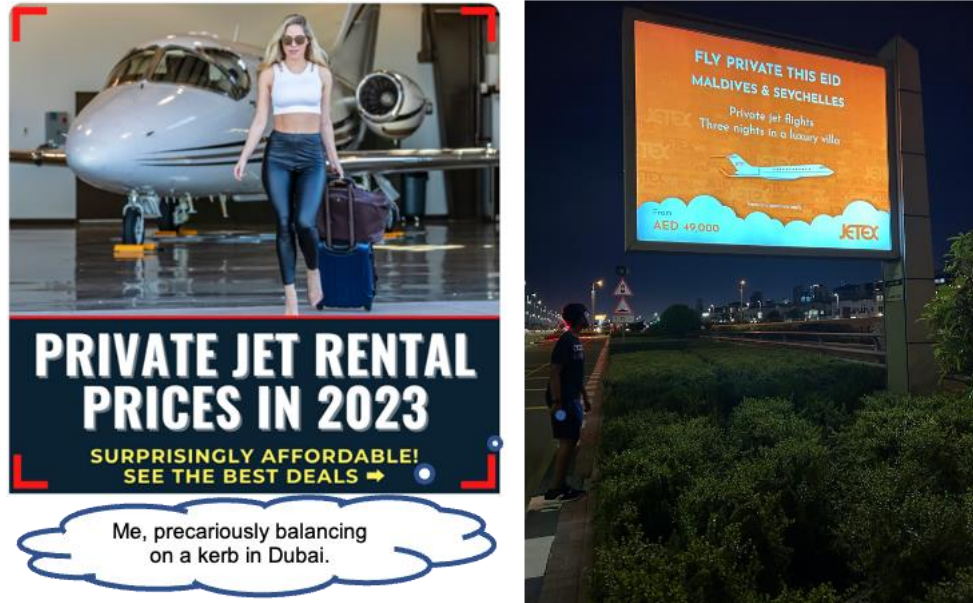 PRIVATE JET RENTAL
PRICES IN 2023
SURPRISINGLY AFFORDABLE!
SEE THE BEST DEALS ➡
Me, precariously balancing
on a kerb in Dubai.
FLY PRIVATE THIS EID
MALDIVES & SEYCHELLES
Private jet flights
Three nights in a luxury villa
From
AED 49,000
JETEX